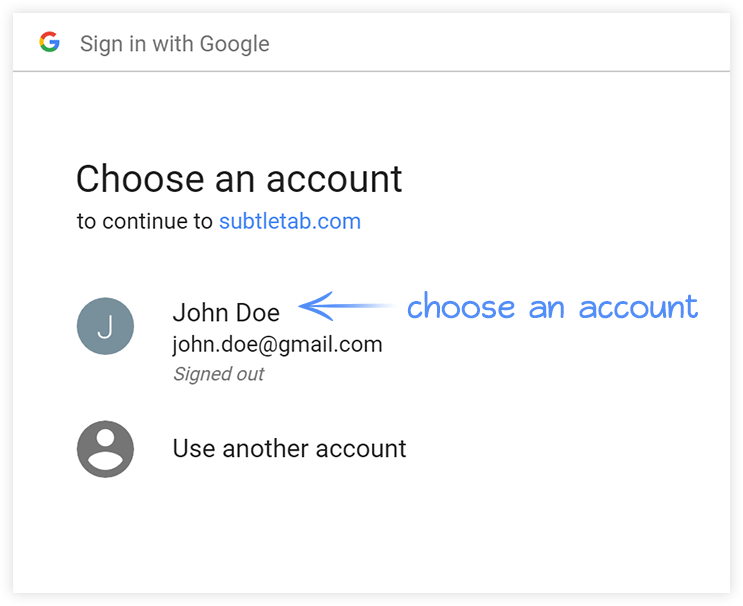 Sign in with Google
Choose an account
to continue to subtletab.com
J
John Doe
choose an account
john.doe@gmail.com
Signed out
Use another account